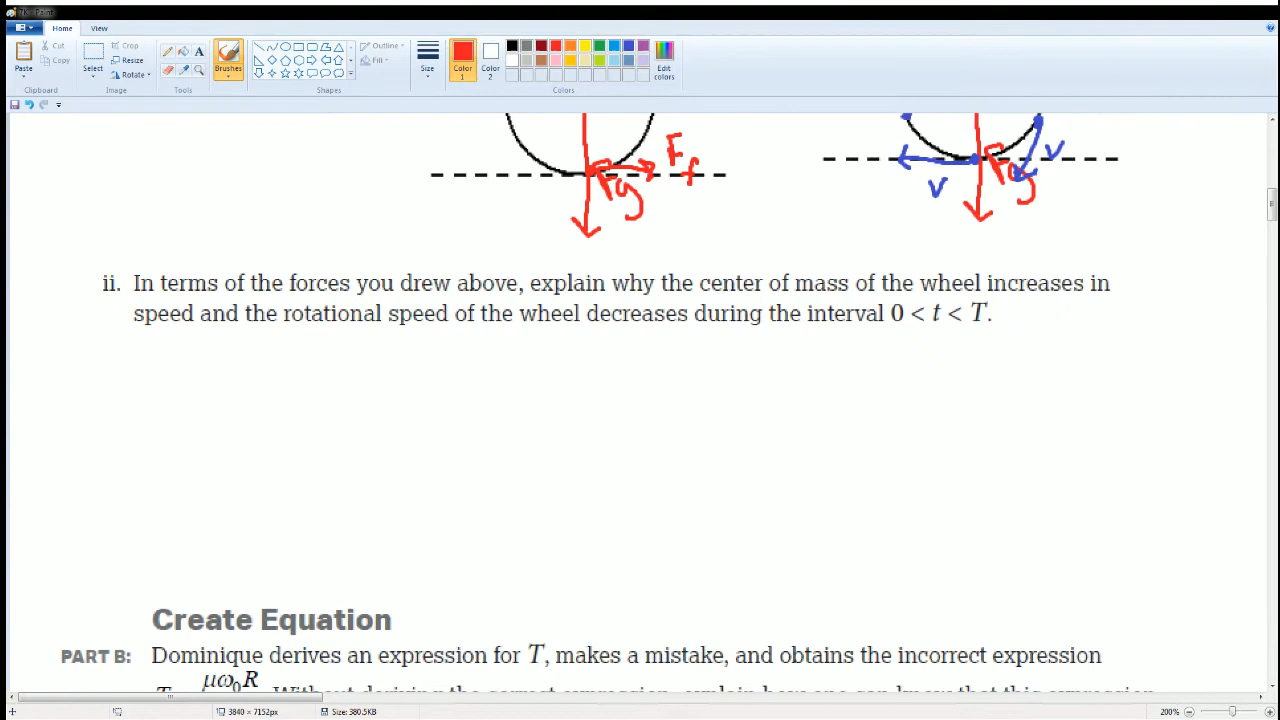 Home View
Cut
Copy
Paste
Clipboard
Select
Crop
Resize
Rotate
Image
A
Tools
Brushes
Shapes
Outline
Fill
Size
Color 1
Color 2
Edit colors
Colors
F f
Fg
Fg
v
v
ii. In terms of the forces you drew above, explain why the center of mass of the wheel increases in
speed and the rotational speed of the wheel decreases during the interval 0 < t < T.
Create Equation
PART B: Dominique derives an expression for T, makes a mistake, and obtains the incorrect expression
μω₀R
3840 × 7152px
Size: 380.5KB
200%